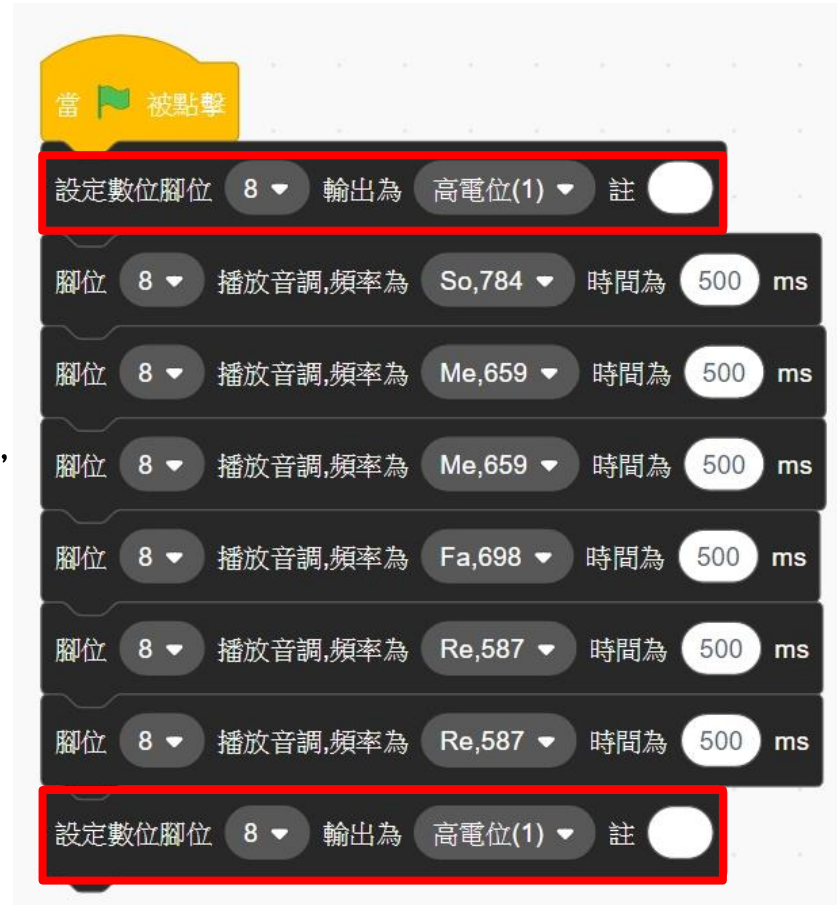 當 被點擊
設定數位腳位 8 輸出為 高電位(1) 註
腳位 8 播放音調,頻率為 So,784 時間為 500 ms
腳位 8 播放音調,頻率為 Me,659 時間為 500 ms
，
腳位 8 播放音調,頻率為 Me,659 時間為 500 ms
腳位 8 播放音調,頻率為 Fa,698 時間為 500 ms
腳位 8 播放音調,頻率為 Re,587 時間為 500 ms
腳位 8 播放音調,頻率為 Re,587 時間為 500 ms
設定數位腳位 8 輸出為 高電位(1) 註